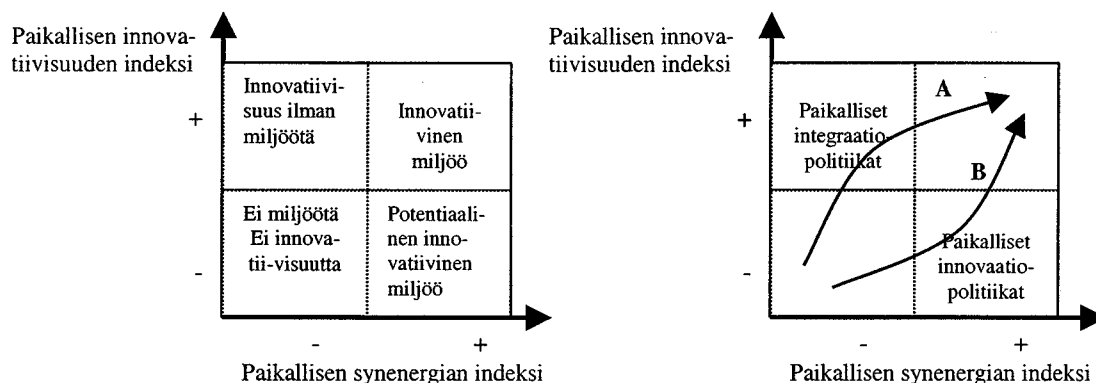 Paikallisen innova-
tiivisuuden indeksi
+
-
Innovatiivi-
suus ilman
miljöötä
Innovatii-
vinen
miljöö
Ei miljöötä
Ei innova-
tii-visuutta
Potentiaali-
nen inno-
vatiivinen
miljöö
-
+
Paikallisen synenergian indeksi
Paikallisen innova-
tiivisuuden indeksi
+
-
Paikalliset
integraatio-
politiikat
A
B
Paikalliset
innovaatio-
politiikat
-
+
Paikallisen synenergian indeksi